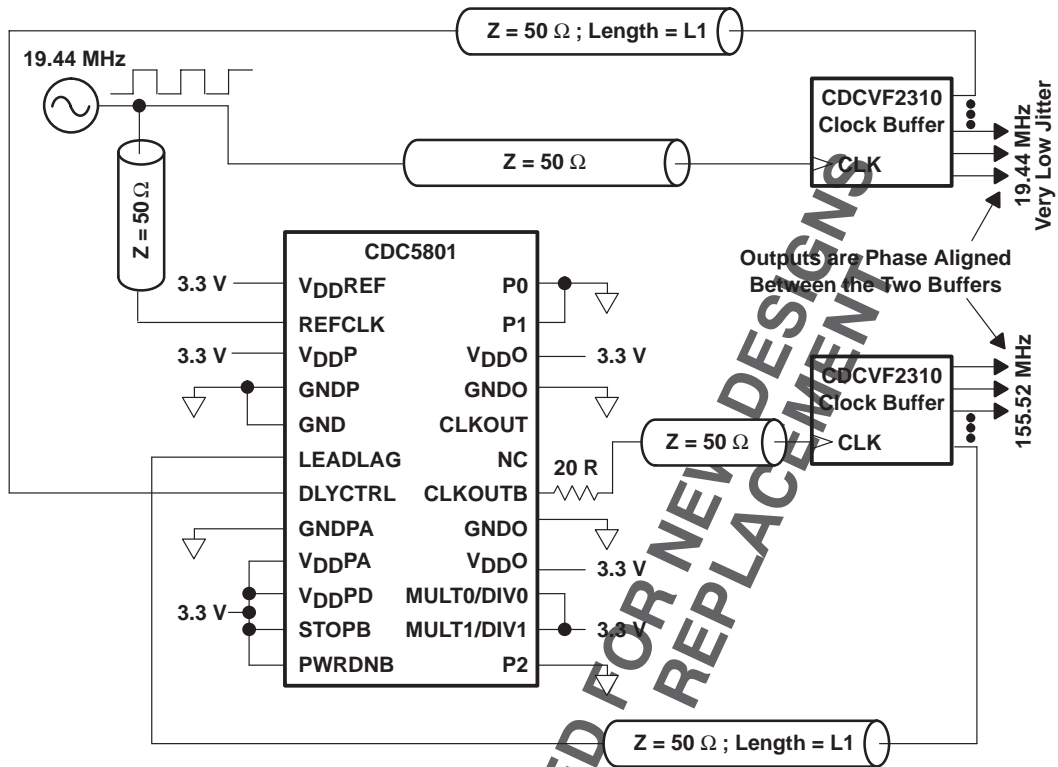 Z = 50 Ω ; Length = L1
19.44 MHz
CDCVF2310
Clock Buffer
CLK
19.44 MHz
Very Low Jitter
Z = 50 Ω
Z = 50 Ω
Outputs are Phase Aligned
Between the Two Buffers
CDC5801
3.3 V
VDDREF
P0
REFCLK
P1
3.3 V
VDDP
VDDO
3.3 V
GNDP
GNDO
GND
CLKOUT
LEADLAG
NC
DLYCTRL
CLKOUTB
20 R
Z = 50 Ω
CDCVF2310
Clock Buffer
CLK
155.52 MHz
GNDPA
GNDO
VDDPA
VDDO
3.3 V
VDDPD
MULT0/DIV0
3.3 V
STOPB
MULT1/DIV1
3.3 V
PWRDNB
P2
Z = 50 Ω ; Length = L1
ED FOR NEW DESIGNS
REPLACEMENT